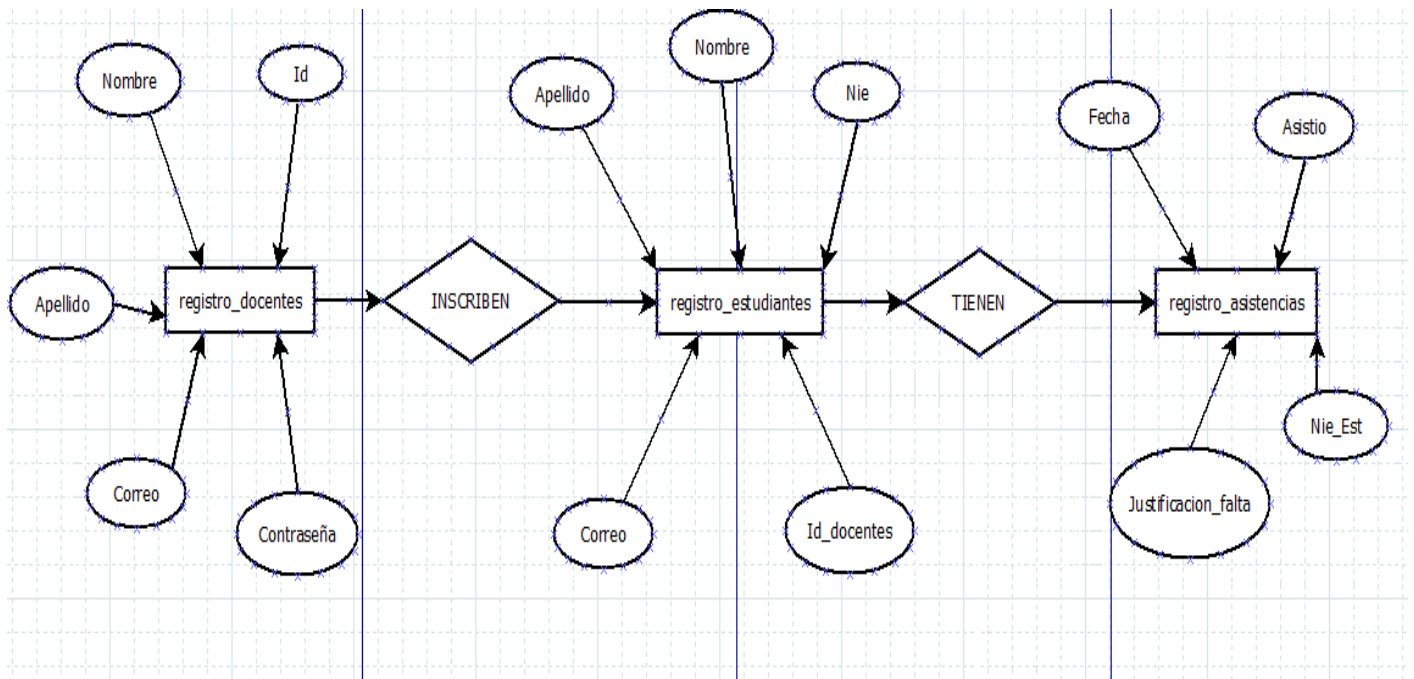 Nombre
Id
Apellido
registro_docentes
Correo
Contraseña
INSCRIBEN
Apellido
Nombre
Nie
registro_estudiantes
Correo
Id_docentes
TIENEN
Fecha
Asistio
registro_asistencias
Justificacion_falta
Nie_Est